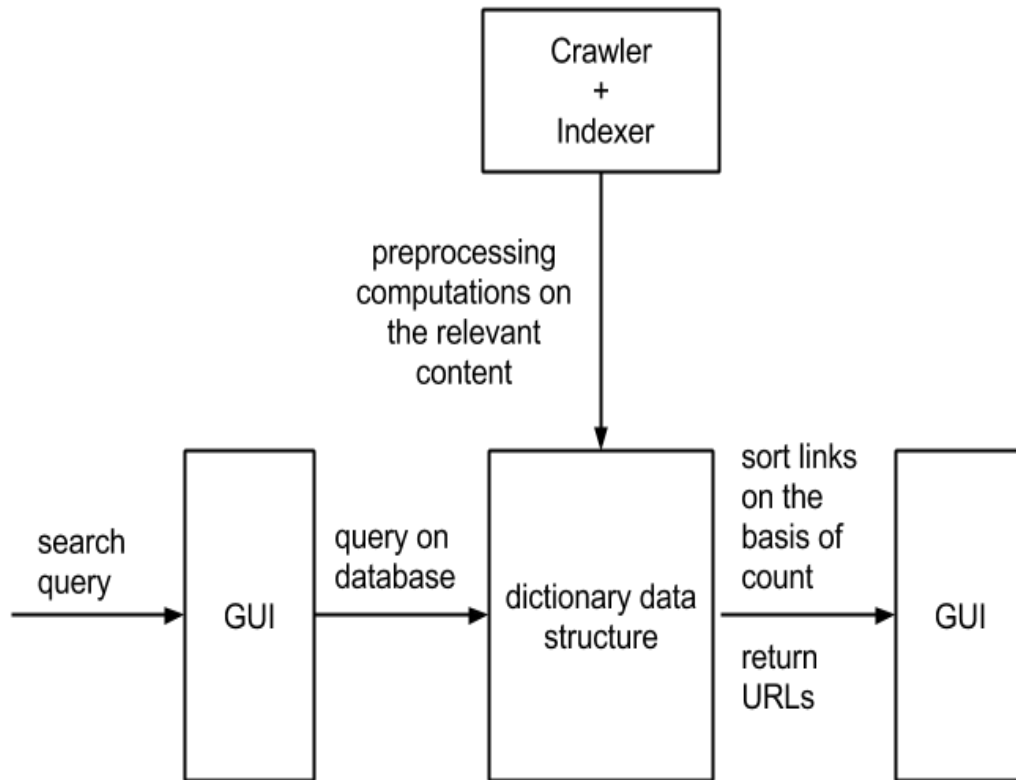 Crawler
+
Indexer
preprocessing
computations on
the relevant
content
search
query
GUI
query on
database
dictionary data
structure
sort links
on the
basis of
count
return
URLs
GUI